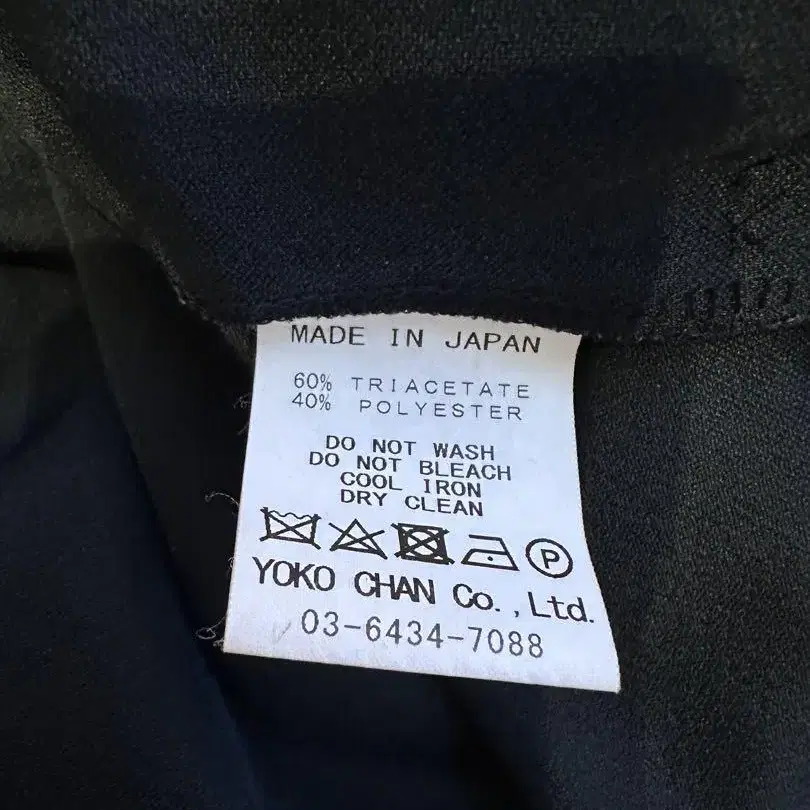 MADE IN JAPAN
60% TRIACETATE
40% POLYESTER
DO NOT WASH
DO NOT BLEACH
COOL IRON
DRY CLEAN
P
YOKO CHAN Co.,Ltd.
03-6434-7088